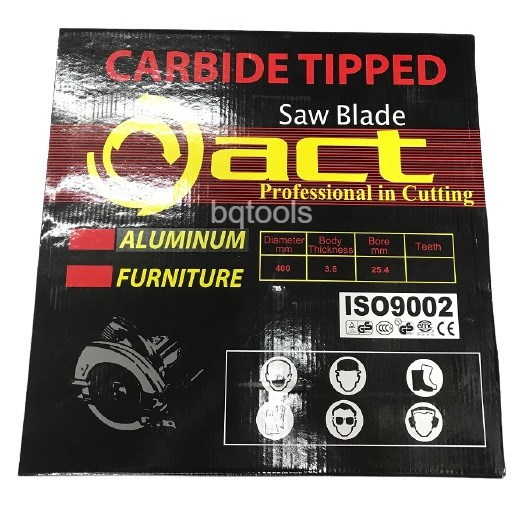 CARBIDE TIPPED
Saw Blade
act
Professional in Cutting
bqtools
ALUMINUM
FURNITURE
Diameter mm Body Thickness Bore mm Teeth
400 3.8 25.4
ISO9002